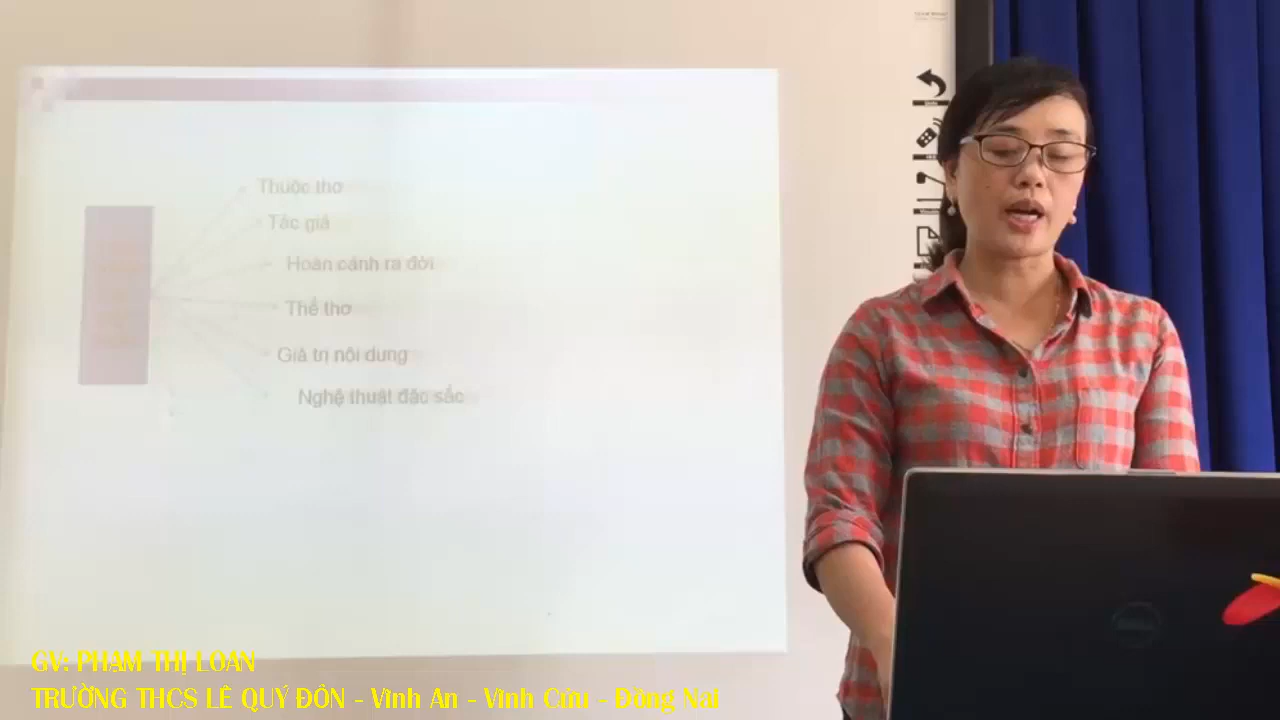 Thuộc thơ
Tác giả
Hoàn cảnh ra đời
Thể thơ
Giá trị nội dung
Nghệ thuật đặc sắc
GV: PHẠM THỊ LOAN
TRƯỜNG THCS LÊ QUÝ ĐÔN - Vĩnh An - Vĩnh Cửu - Đồng Nai